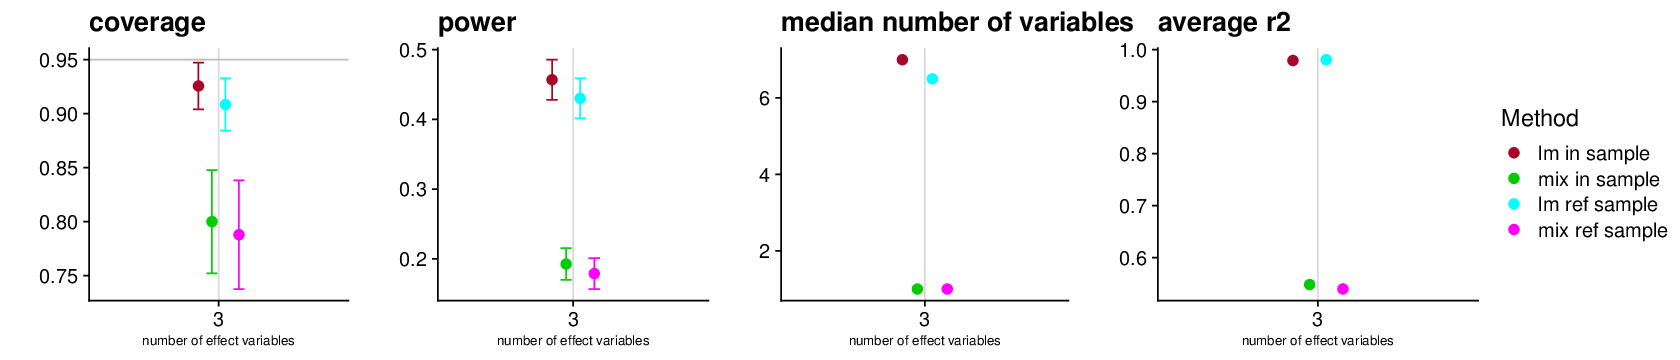 coverage
0.95
0.90
0.85
0.80
0.75
3
number of effect variables
power
0.5
0.4
0.3
0.2
3
number of effect variables
median number of variables
6
4
2
3
number of effect variables
average r2
1.0
0.9
0.8
0.7
0.6
3
number of effect variables
Method
lm in sample
mix in sample
lm ref sample
mix ref sample